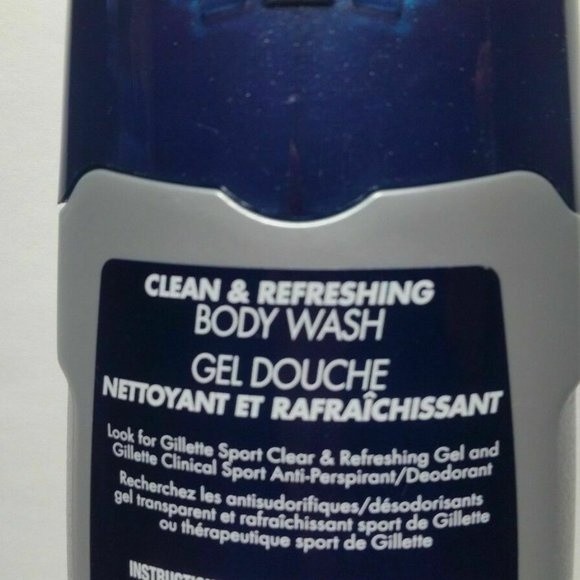 CLEAN & REFRESHING
BODY WASH
GEL DOUCHE
NETTOYANT ET RAFRAÎCHISSANT
Look for Gillette Sport Clear & Refreshing Gel and
Gillette Clinical Sport Anti-Perspirant/Deodorant
Recherchez les antisudorifiques/désodorisants
gel transparent et rafraîchissant sport de Gillette
ou thérapeutique sport de Gillette